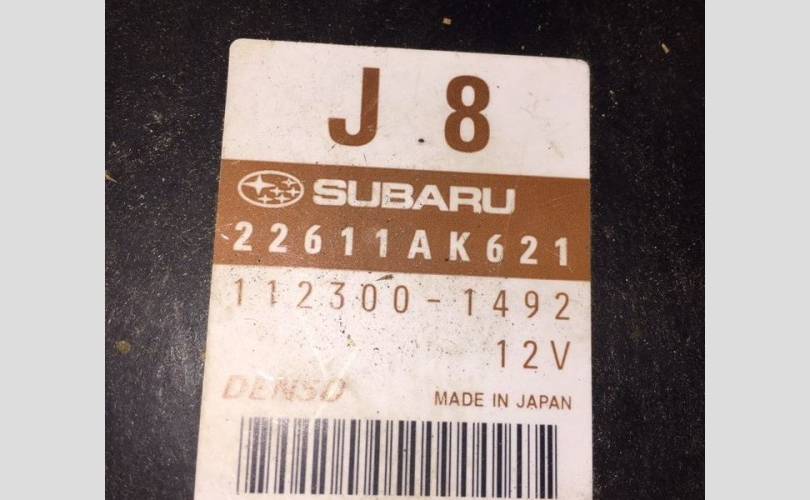 J 8
SUBARU
22611AK621
112300-1492
12V
DENSO
MADE IN JAPAN